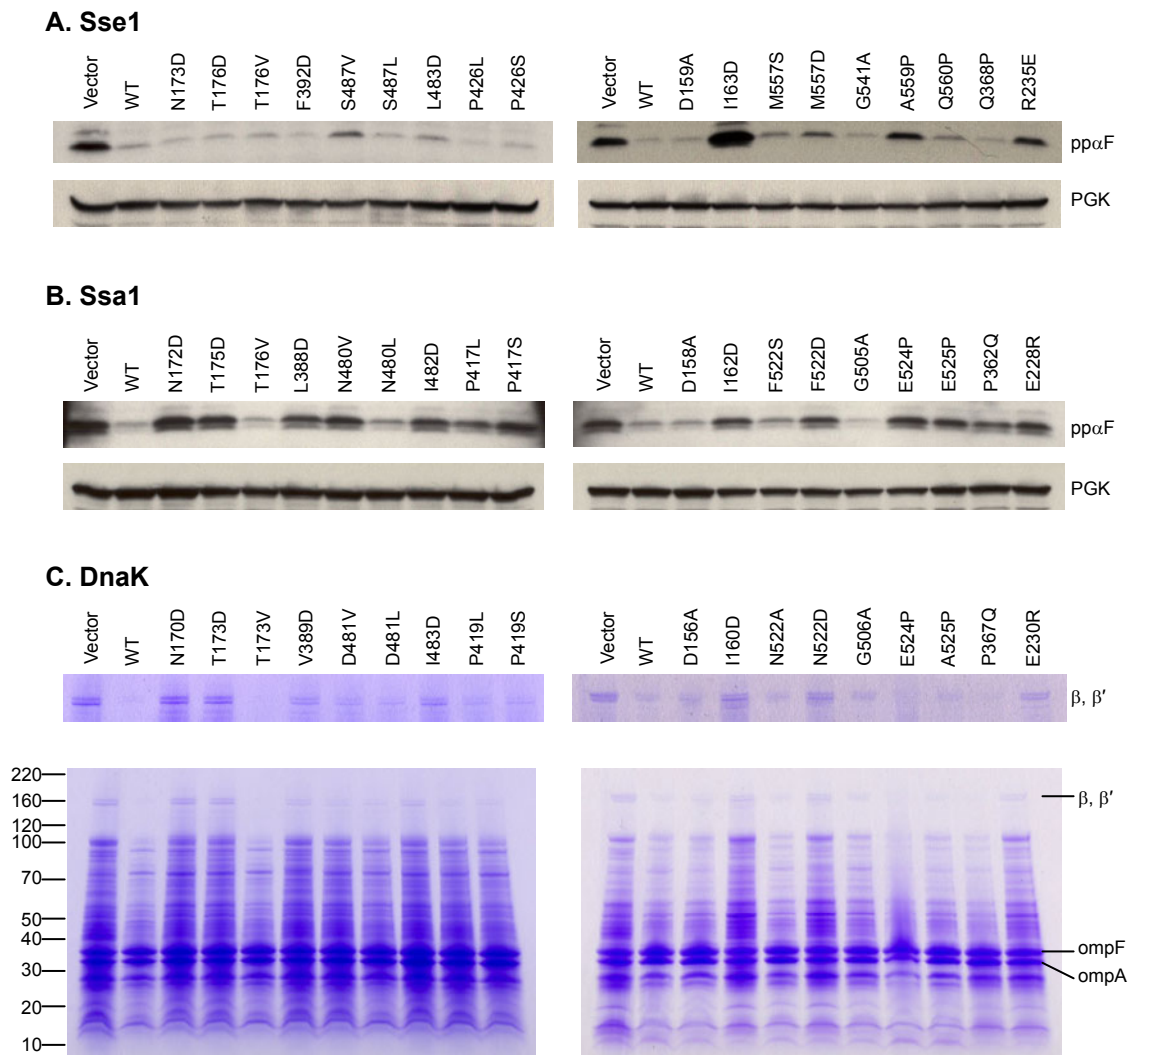 A. Sse1
Vector WT N173D T176D T176V F392D S487V S487L L483D P426L P426S
Vector WT D159A I163D M557S M557D G541A A559P Q560P Q368P R235E
ppαF
PGK
B. Ssa1
Vector WT N172D T175D T176V L388D N480V N480L I482D P417L P417S
Vector WT D158A I162D F522S F522D G505A E524P E525P P362Q E228R
ppαF
PGK
C. DnaK
Vector WT N170D T173D T173V V389D D481V D481L I483D P419L P419S
Vector WT D156A I160D N522A N522D G506A E524P A525P P367Q E230R
β, β′
220
160
β, β′
120
100
70
50
40
ompF
30
ompA
20
10